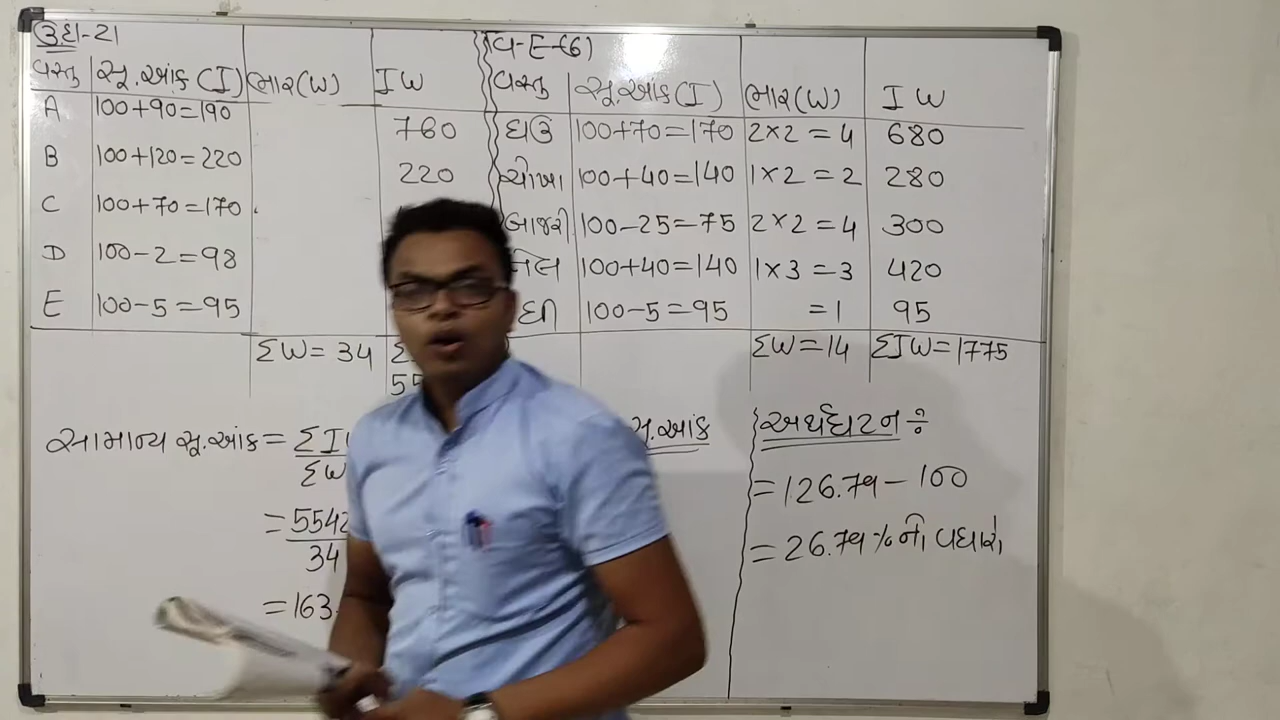 ઉદા-21
વસ્તુ સૂ.આંક (I) ભાર(W) IW
A 100+90=190 760
B 100+120=220 220
C 100+70=170
D 100-2=98
E 100-5=95
ΣW=34
સામાન્ય સૂ.આંક=
ΣW
=5542
34
=163.
વિ-E-(6)
વસ્તુ સૂ.આંક(I) ભાર(W) IW
ઘઉં 100+70=170 2×2=4 680
ચોખા 100+40=140 1×2=2 280
બાજરી 100-25=75 2×2=4 300
100+40=140 1×3=3 420
100-5=95 =1 95
ΣW=14 ΣIW=1775
સૂ.આંક
અર્થઘટન ÷
=126.79-100
=26.79%નો વધારો